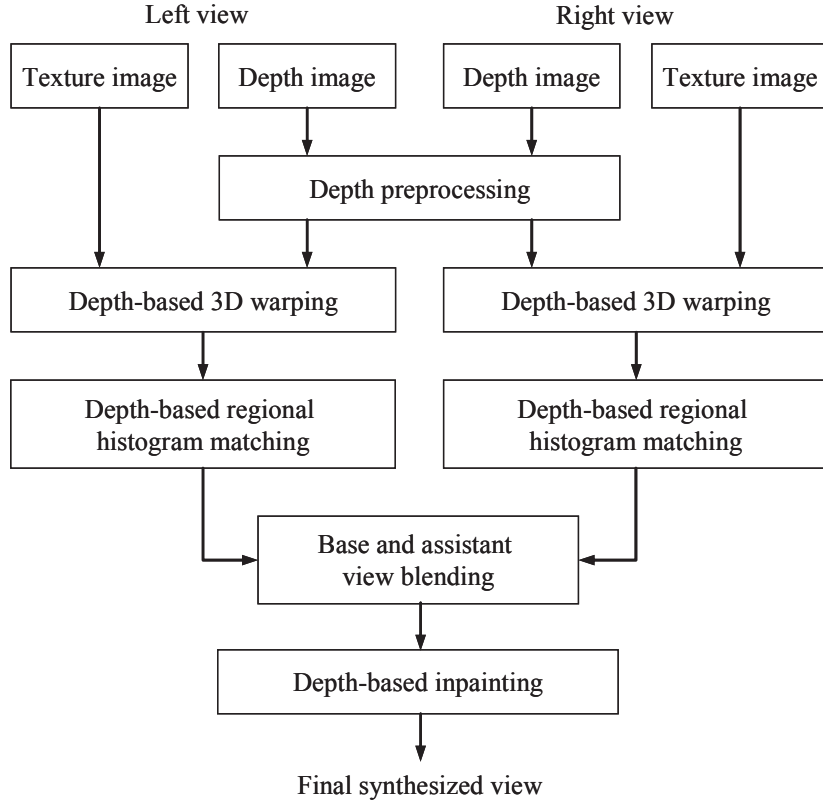 Left view
Right view
Texture image
Depth image
Depth image
Texture image
Depth preprocessing
Depth-based 3D warping
Depth-based 3D warping
Depth-based regional
histogram matching
Depth-based regional
histogram matching
Base and assistant
view blending
Depth-based inpainting
Final synthesized view